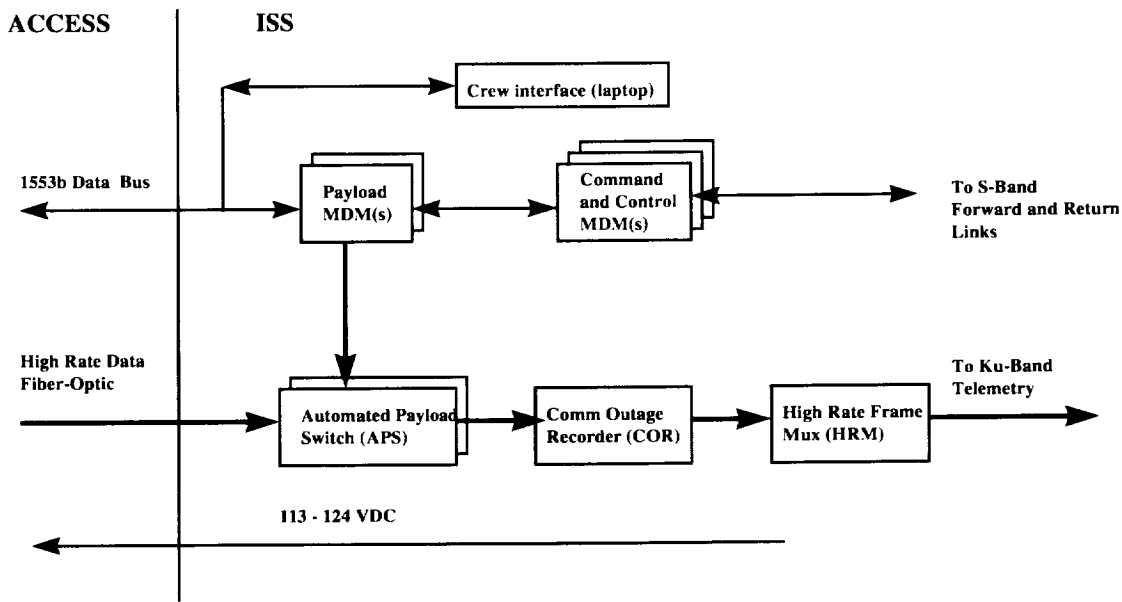 ACCESS
ISS
Crew interface (laptop)
1553b Data Bus
Payload
MDM(s)
Command
and Control
MDM(s)
To S-Band
Forward and Return
Links
High Rate Data
Fiber-Optic
Automated Payload
Switch (APS)
Comm Outage
Recorder (COR)
High Rate Frame
Mux (HRM)
To Ku-Band
Telemetry
113 - 124 VDC